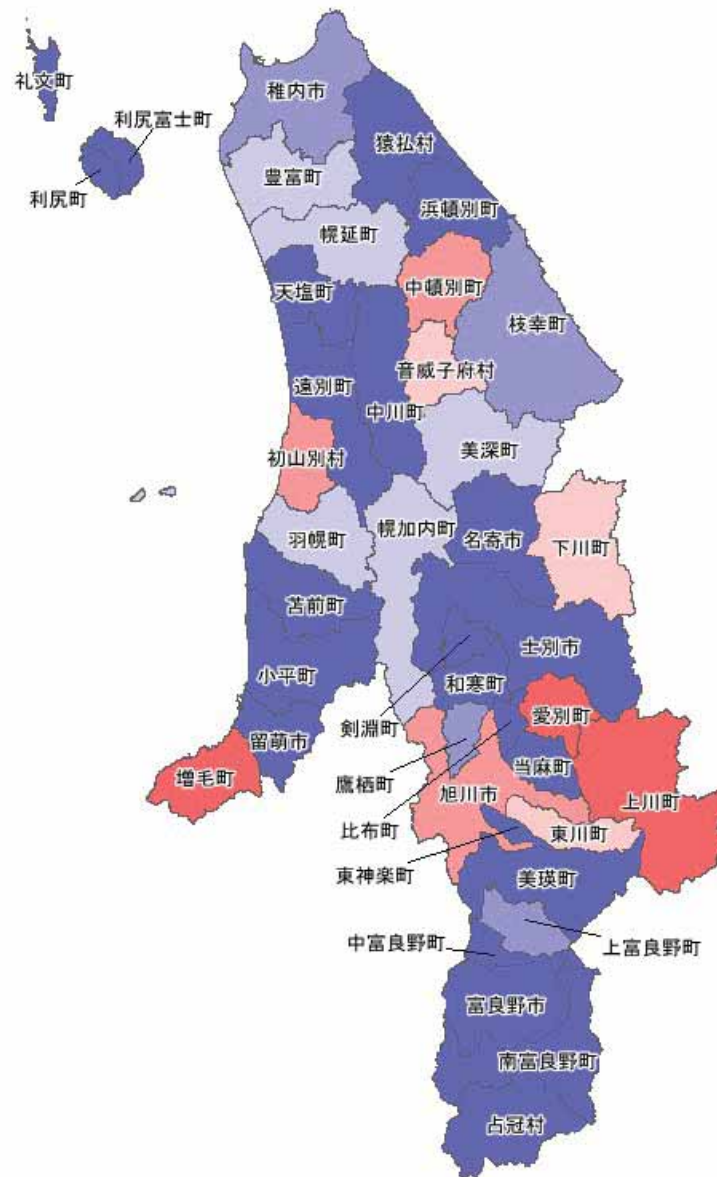 礼文町
利尻富士町
利尻町
稚内市
猿払村
豊富町
浜頓別町
幌延町
中頓別町
天塩町
枝幸町
音威子府村
遠別町
中川町
美深町
初山別村
幌加内町
羽幌町
名寄市
下川町
苫前町
士別市
小平町
和寒町
剣淵町
愛別町
留萌市
増毛町
当麻町
鷹栖町
旭川市
上川町
比布町
東川町
東神楽町
美瑛町
中富良野町
上富良野町
富良野市
南富良野町
占冠村